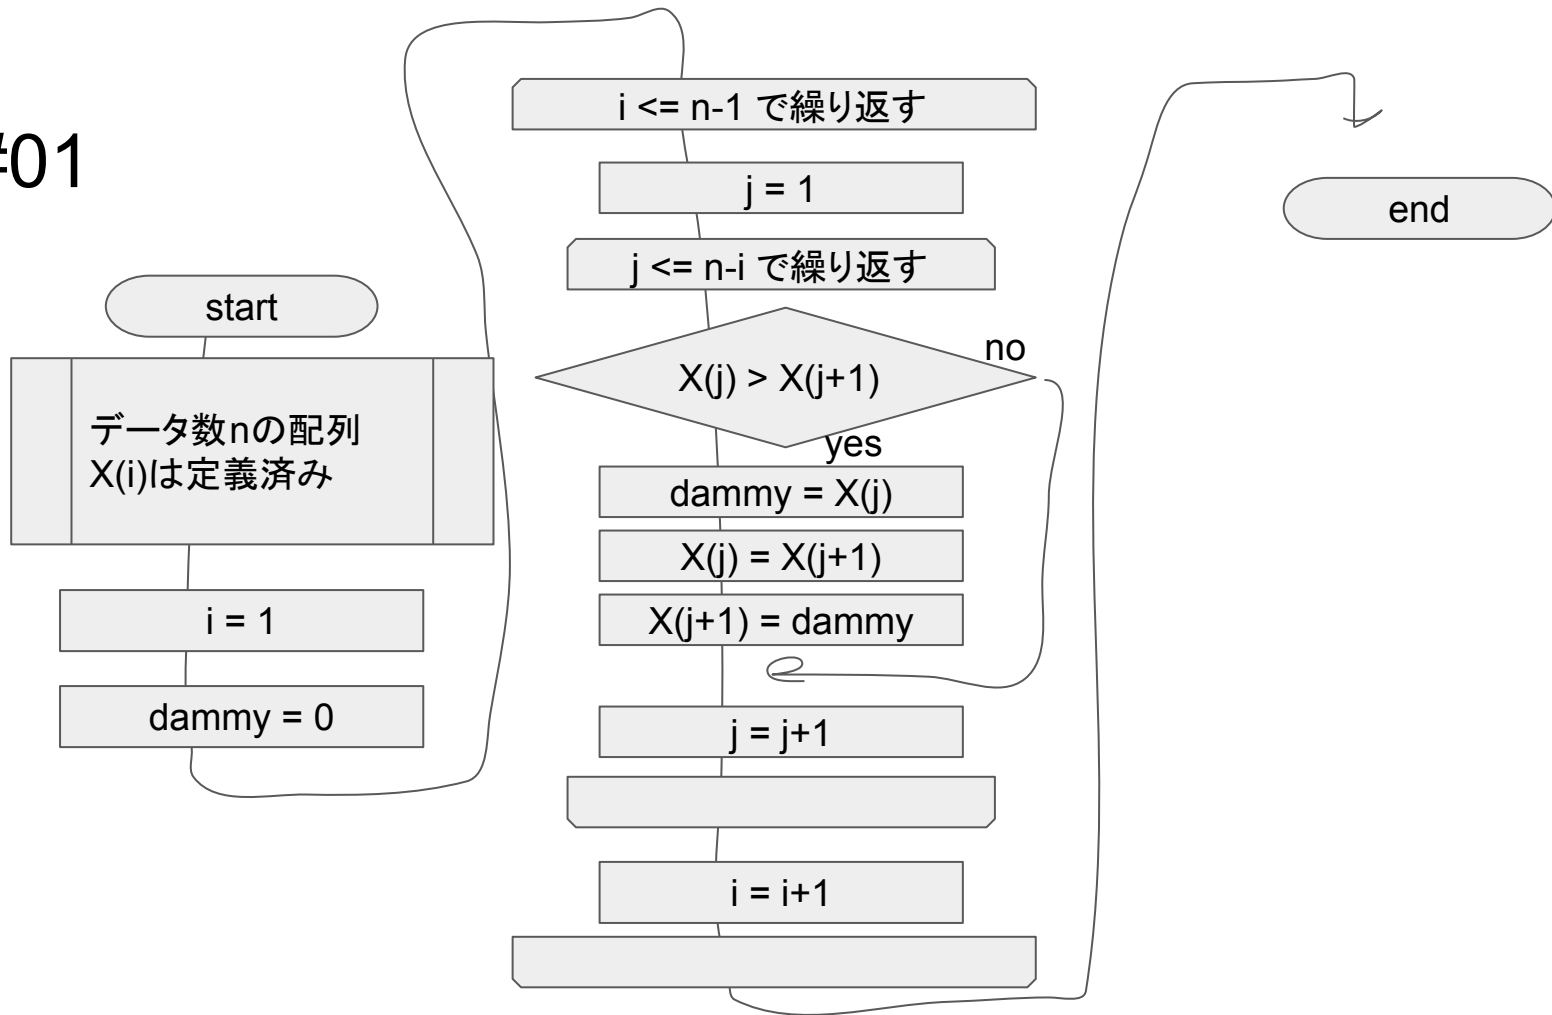 #01
start
データ数nの配列
X(i)は定義済み
i = 1
dammy = 0
i <= n-1 で繰り返す
j = 1
j <= n-i で繰り返す
X(j) > X(j+1)
no
yes
dammy = X(j)
X(j) = X(j+1)
X(j+1) = dammy
j = j+1
i = i+1
end